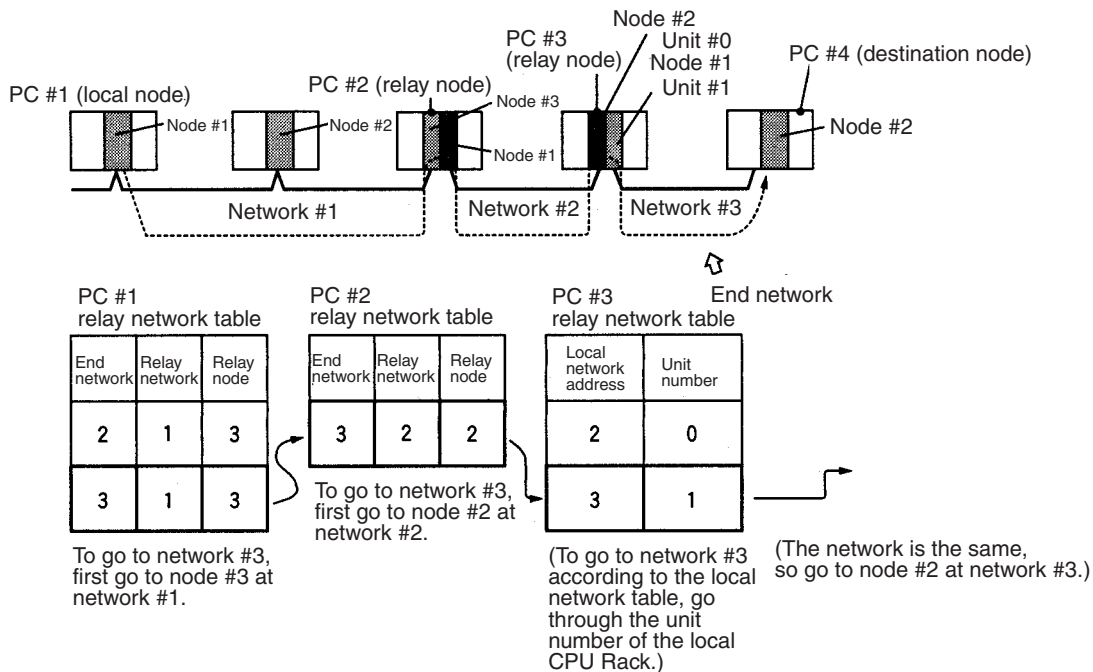 Node #2
PC #3
(relay node)
Unit #0
Node #1
Unit #1
PC #4 (destination node)
PC #1 (local node)
PC #2 (relay node)
Node #1
Node #2
Node #3
Node #1
Node #2
Network #1
Network #2
Network #3
End network
PC #1
relay network table
End network
Relay network
Relay node
2 1 3
3 1 3
To go to network #3,
first go to node #3 at
network #1.
PC #2
relay network table
End network
Relay network
Relay node
3 2 2
To go to network #3,
first go to node #2 at
network #2.
PC #3
relay network table
Local network address
Unit number
2 0
3 1
(To go to network #3
according to the local
network table, go
through the unit
number of the local
CPU Rack.)
(The network is the same,
so go to node #2 at network #3.)